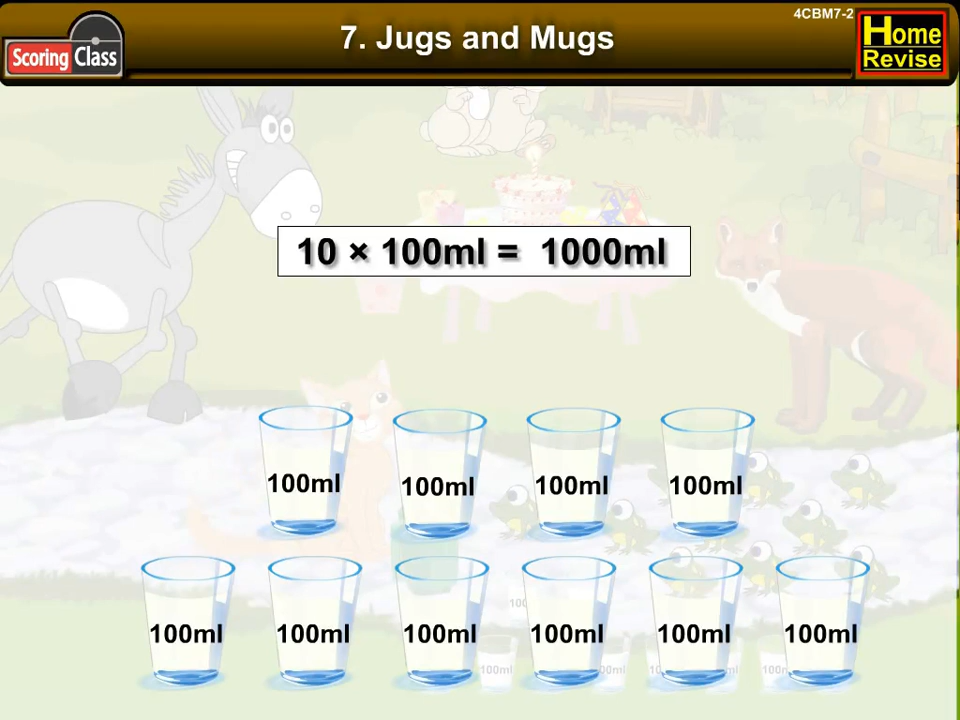 4CBM7-2
Scoring Class
7. Jugs and Mugs
Home
Revise
10 × 100ml = 1000ml
100ml 100ml 100ml 100ml
100ml 100ml 100ml 100ml 100ml 100ml
100ml